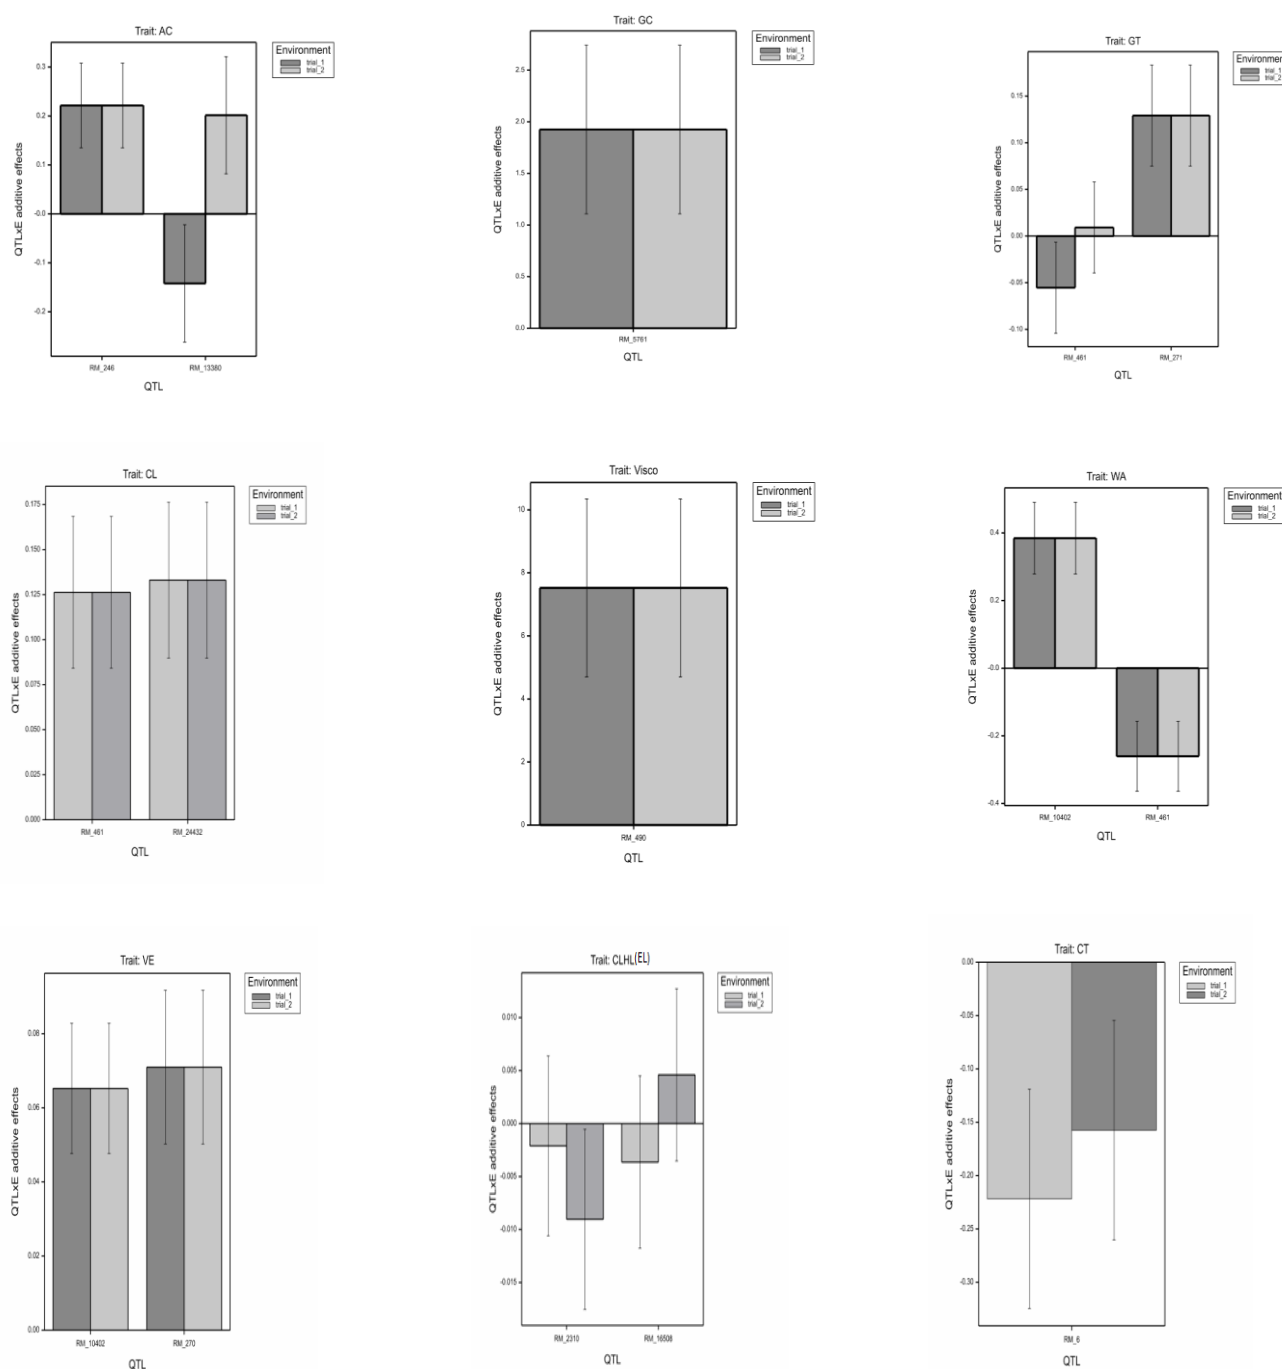 Trait: AC
Environment
trial_1
trial_2
QTLxE additive effects
0.3
0.2
0.1
-0.0
-0.1
-0.2
RM_246 RM_13380
QTL
Trait: GC
Environment
trial_1
trial_2
QTLxE additive effects
2.5
2.0
1.5
1.0
0.5
0.0
RM_5761
QTL
Trait: GT
Environment
trial_1
trial_2
QTLxE additive effects
0.15
0.10
0.05
0.00
-0.05
-0.10
RM_461 RM_271
QTL
Trait: CL
Environment
trial_1
trial_2
QTLxE additive effects
0.175
0.150
0.125
0.100
0.075
0.050
0.025
0.000
RM_461 RM_24432
QTL
Trait: Visco
Environment
trial_1
trial_2
QTLxE additive effects
10
8
6
4
2
0
RM_490
QTL
Trait: WA
Environment
trial_1
trial_2
QTLxE additive effects
0.4
0.2
-0.0
-0.2
-0.4
RM_10402 RM_461
QTL
Trait: VE
Environment
trial_1
trial_2
QTLxE additive effects
0.08
0.06
0.04
0.02
0.00
RM_10402 RM_270
QTL
Trait: CLHL(EL)
Environment
trial_1
trial_2
QTLxE additive effects
0.010
0.005
0.000
-0.005
-0.010
-0.015
RM_2310 RM_16508
QTL
Trait: CT
Environment
trial_1
trial_2
QTLxE additive effects
0.00
-0.05
-0.10
-0.15
-0.20
-0.25
-0.30
RM_6
QTL